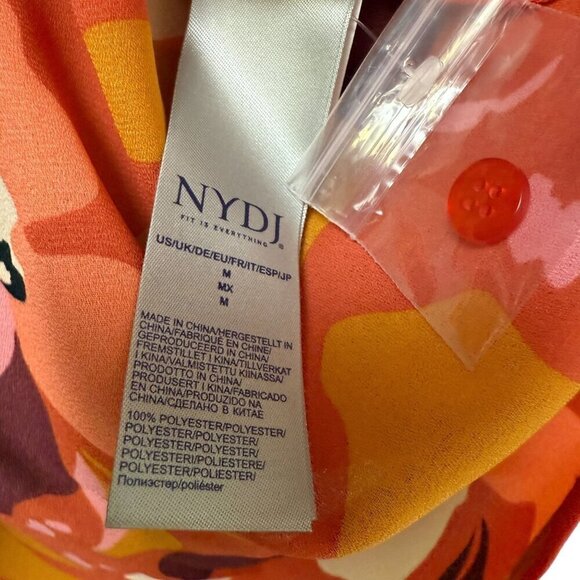 NYDJ
FIT IS EVERYTHING®
US/UK/DE/EU/FR/IT/ESP/JP
M
MX
M
MADE IN CHINA/HERGESTELLT IN
CHINA/FABRIQUÉ EN CHINE/
GEPRODUCEERD IN CHINA/
FREMSTILLET I KINA/TILLVERKAT
I KINA/VALMISTETTU KIINASSA/
PRODOTTO IN CHINA/
PRODUSERT I KINA/FABRICADO
EN CHINA/PRODUZIDO NA
CHINA/СДЕЛАНО В КИТАЕ
100% POLYESTER/POLYESTER/
POLYESTER/POLYESTER/
POLYESTER/POLYESTER/
POLYESTERI/POLIESTERE/
POLYESTER/POLIÉSTER/
Полиэстер/poliéster